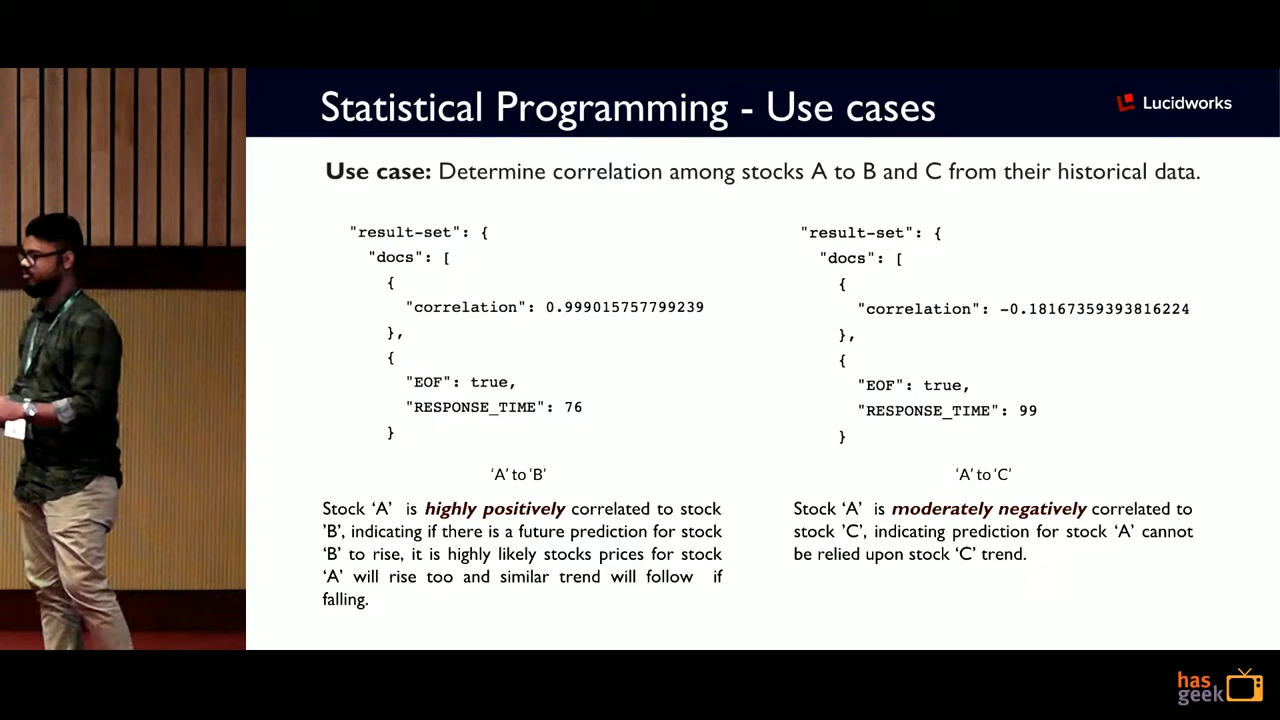 Statistical Programming - Use cases
Lucidworks
Use case: Determine correlation among stocks A to B and C from their historical data.
"result-set": {
"docs": [
{
"correlation": 0.999015757799239
},
{
"EOF": true,
"RESPONSE_TIME": 76
}
'A' to 'B'
Stock 'A' is highly positively correlated to stock
'B', indicating if there is a future prediction for stock
'B' to rise, it is highly likely stocks prices for stock
'A' will rise too and similar trend will follow if
falling.
"result-set": {
"docs": [
{
"correlation": -0.18167359393816224
},
{
"EOF": true,
"RESPONSE_TIME": 99
}
'A' to 'C'
Stock 'A' is moderately negatively correlated to
stock 'C', indicating prediction for stock 'A' cannot
be relied upon stock 'C' trend.
has
geek